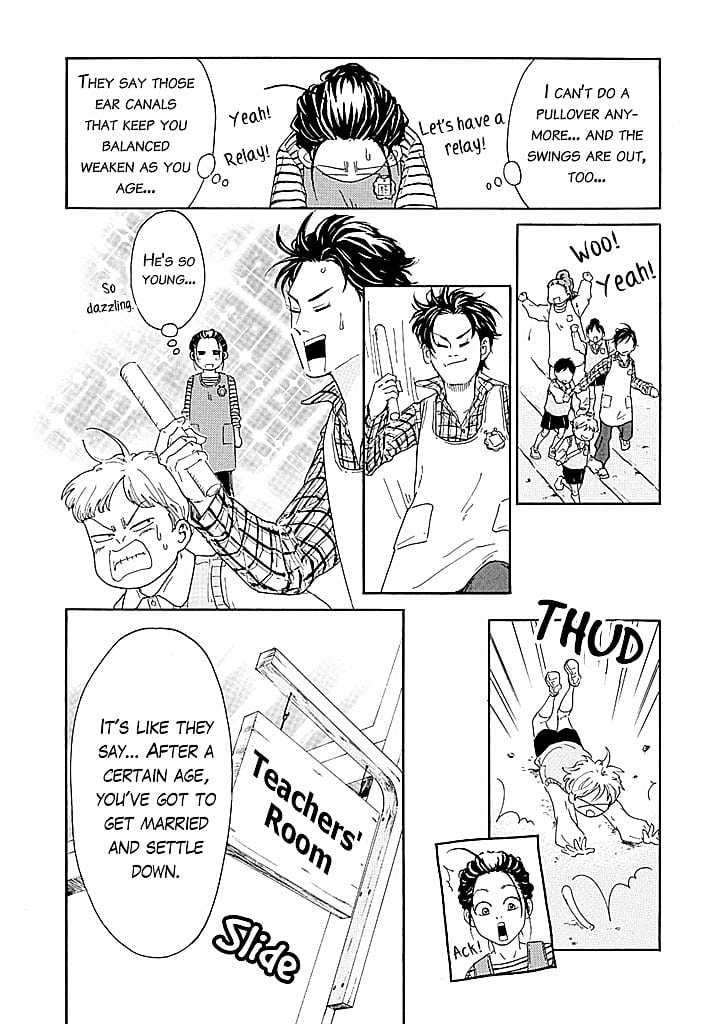 I CAN'T DO A
PULLOVER ANY-
MORE... AND THE
SWINGS ARE OUT,
TOO...
Let's have a
relay!
Yeah!
Relay!
THEY SAY THOSE
EAR CANALS
THAT KEEP YOU
BALANCED
WEAKEN AS YOU
AGE...
Woo!
Yeah!
HE'S SO
YOUNG...
So
dazzling.
THUD
ACK!
Teachers'
Room
Slide
IT'S LIKE THEY
SAY... AFTER A
CERTAIN AGE,
YOU'VE GOT TO
GET MARRIED
AND SETTLE
DOWN.